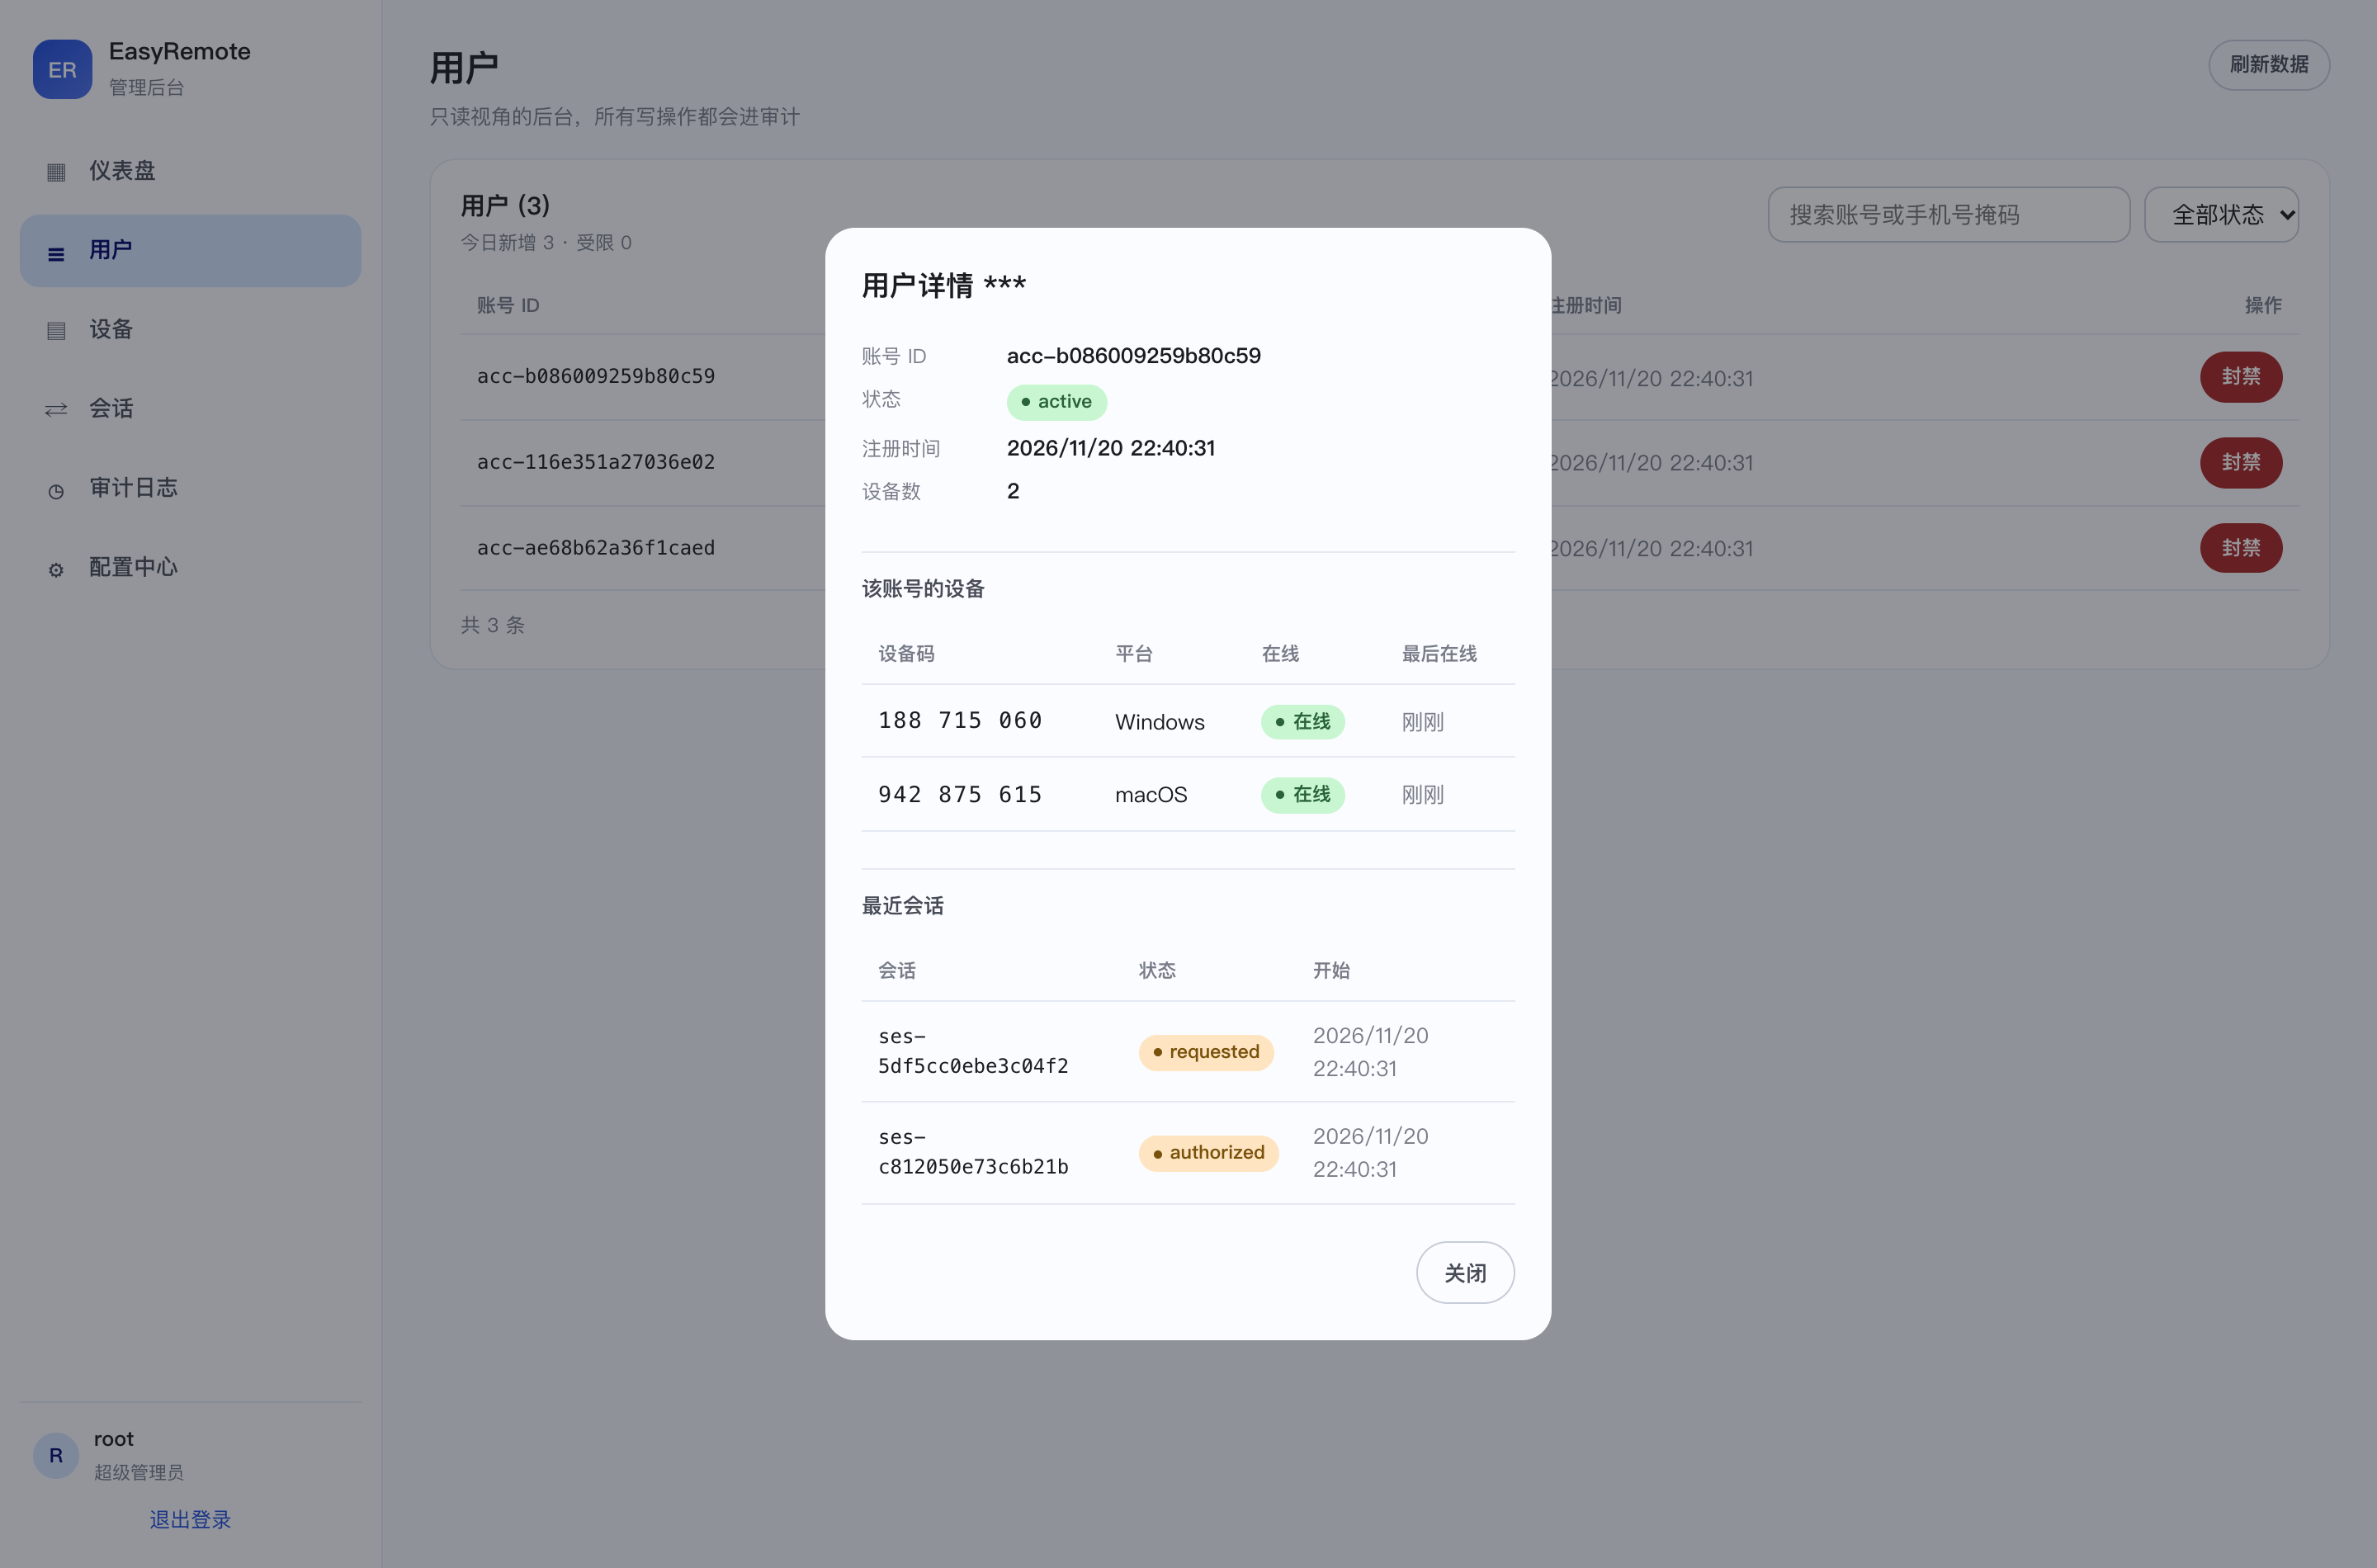 ER
EasyRemote
管理后台
仪表盘
用户
设备
会话
审计日志
配置中心
R
root
超级管理员
退出登录
用户
只读视角的后台，所有写操作都会进审计
刷新数据
用户 (3)
今日新增 3 · 受限 0
搜索账号或手机号掩码
全部状态
账号 ID
注册时间
操作
acc-b086009259b80c59
2026/11/20 22:40:31
封禁
acc-116e351a27036e02
2026/11/20 22:40:31
封禁
acc-ae68b62a36f1caed
2026/11/20 22:40:31
封禁
共 3 条
用户详情 ***
账号 ID
acc-b086009259b80c59
状态
active
注册时间
2026/11/20 22:40:31
设备数
2
该账号的设备
设备码
平台
在线
最后在线
188 715 060
Windows
在线
刚刚
942 875 615
macOS
在线
刚刚
最近会话
会话
状态
开始
ses-
5df5cc0ebe3c04f2
requested
2026/11/20
22:40:31
ses-
c812050e73c6b21b
authorized
2026/11/20
22:40:31
关闭